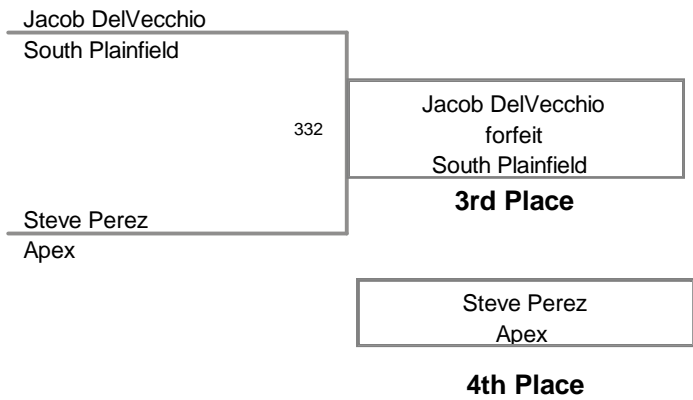 Jacob DelVecchio
South Plainfield
332
Jacob DelVecchio
forfeit
South Plainfield
3rd Place
Steve Perez
Apex
Steve Perez
Apex
4th Place